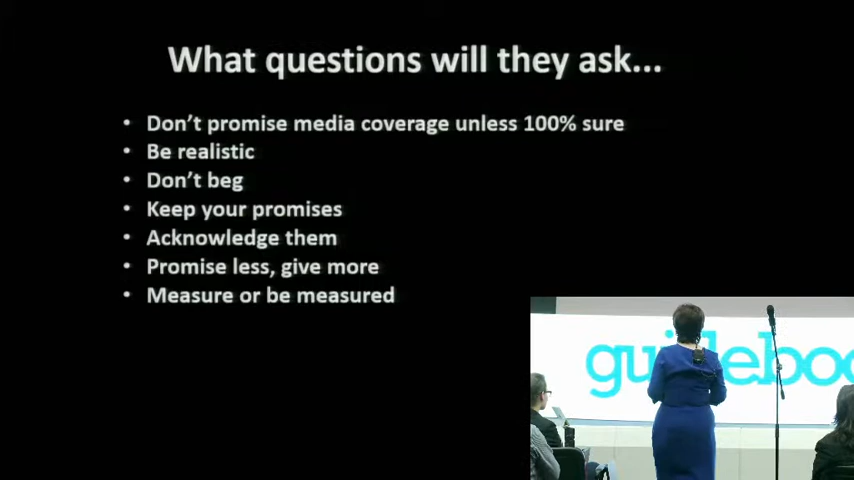 What questions will they ask...
• Don't promise media coverage unless 100% sure
• Be realistic
• Don't beg
• Keep your promises
• Acknowledge them
• Promise less, give more
• Measure or be measured